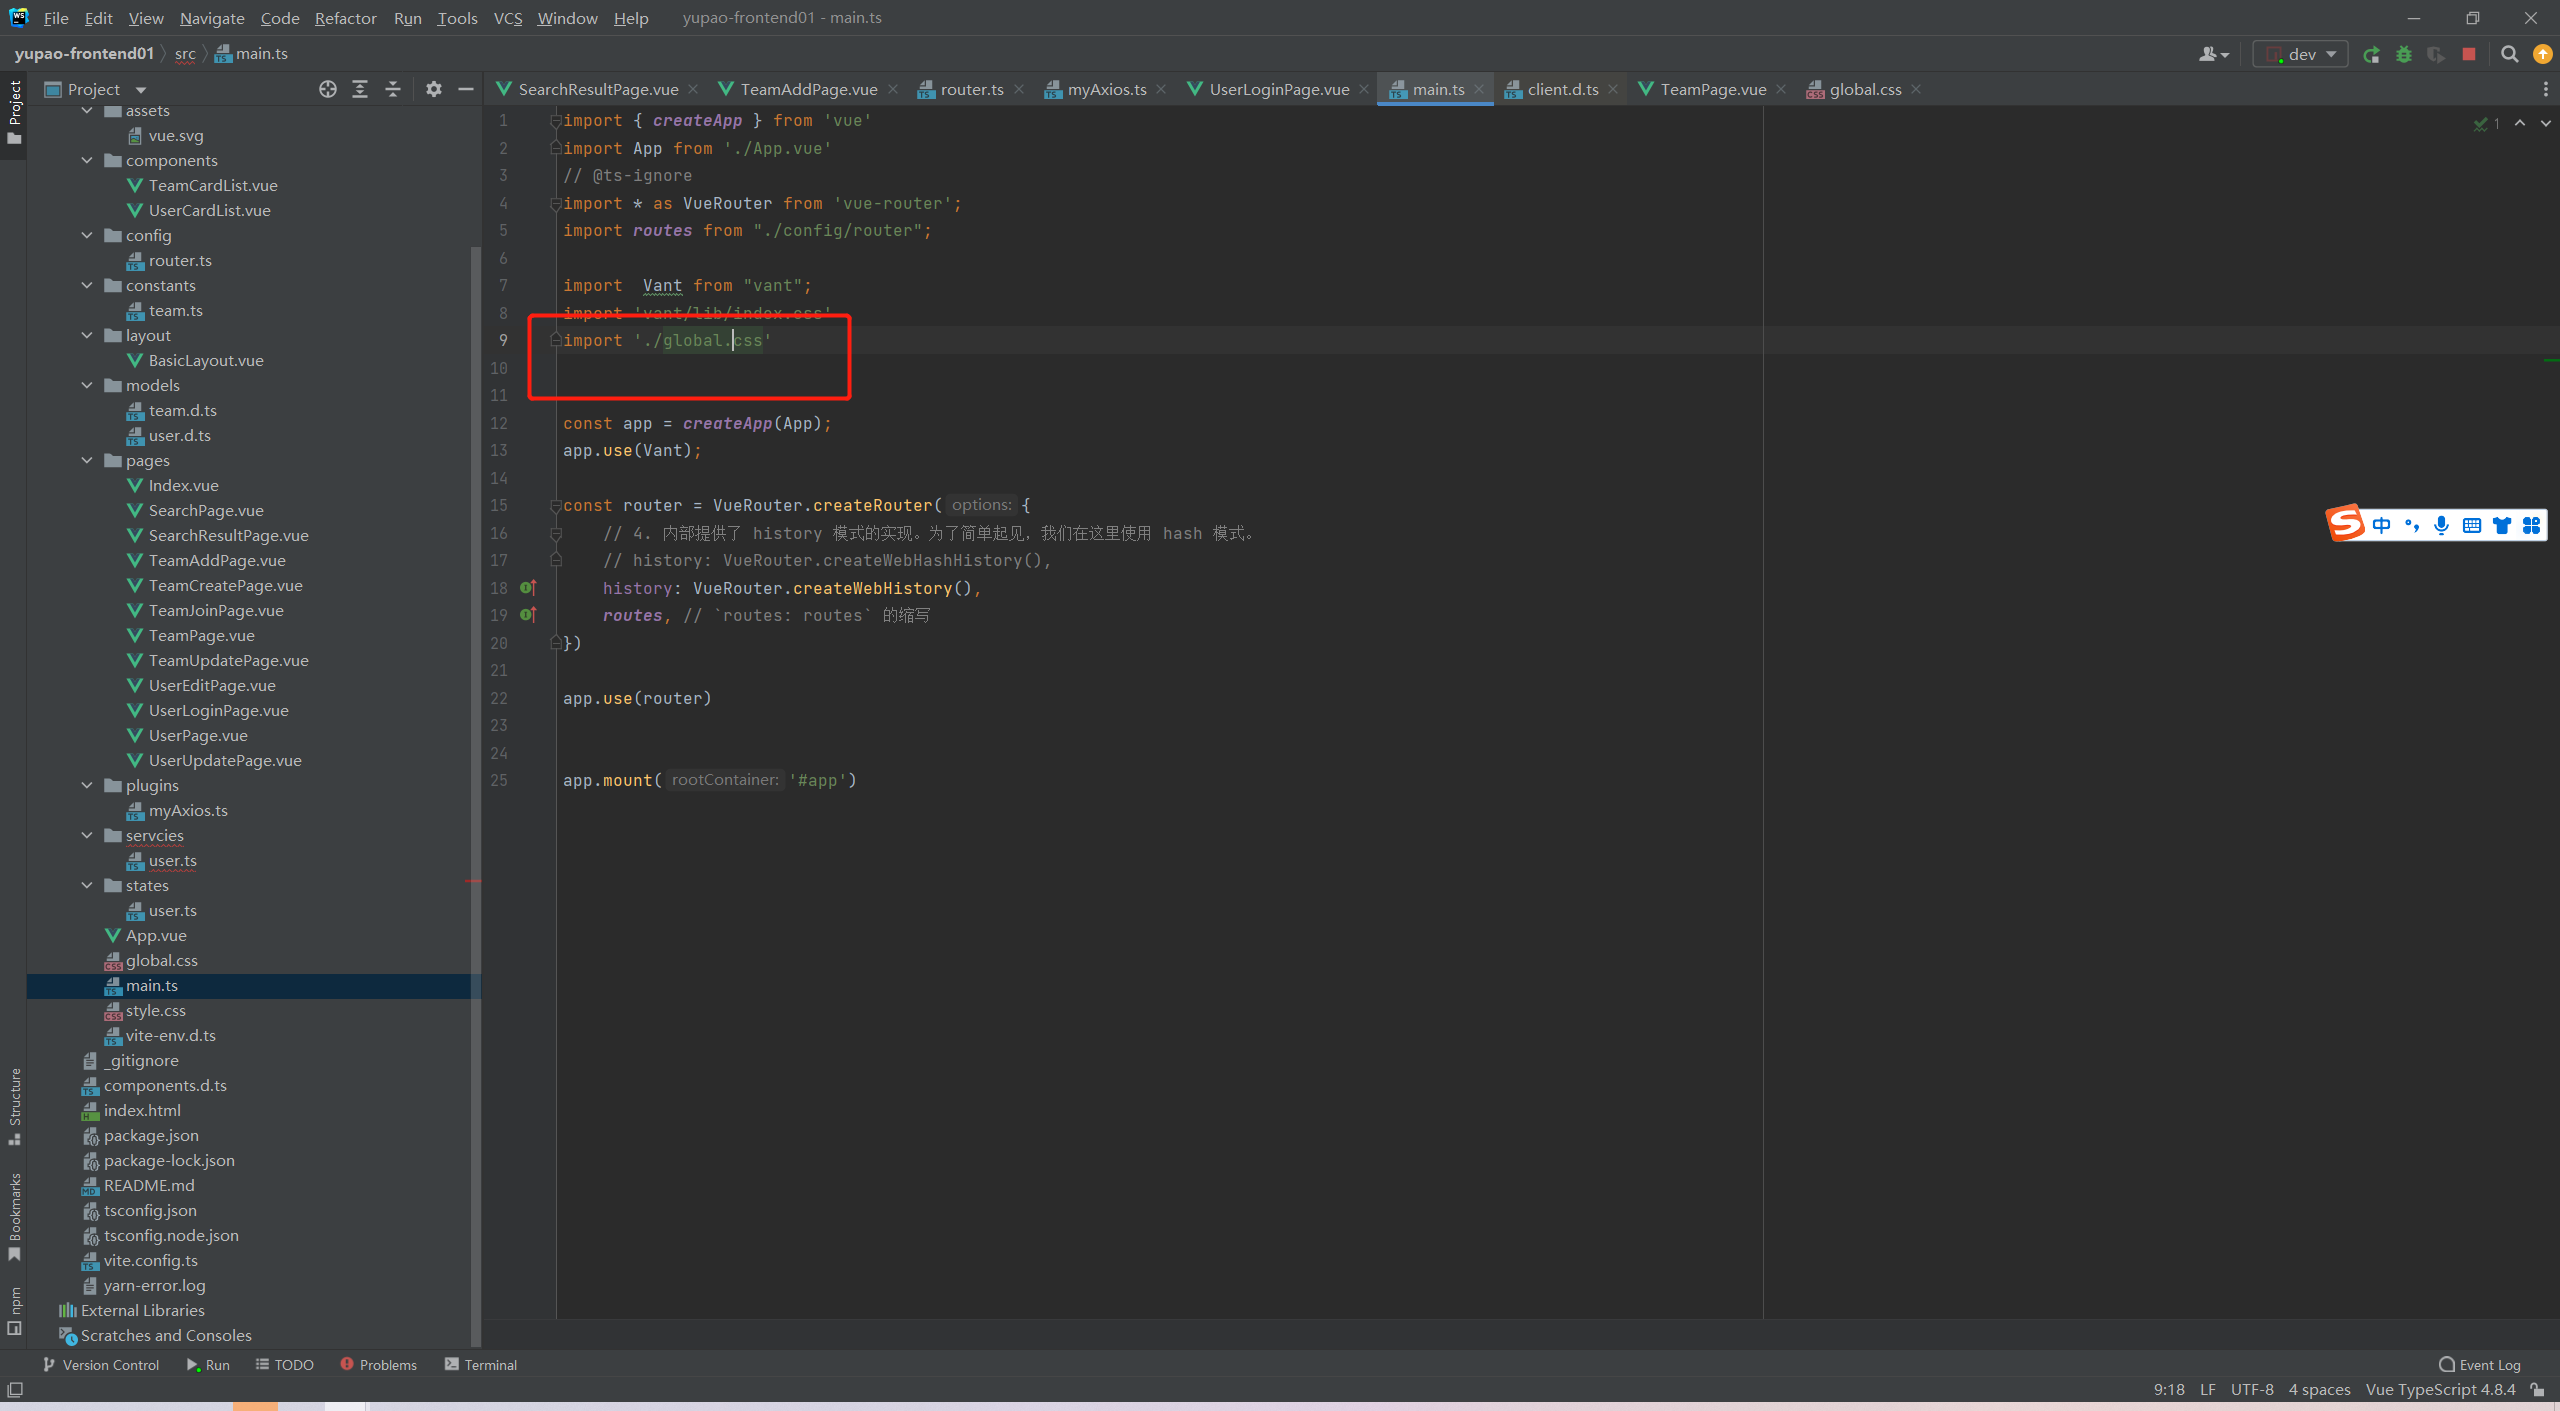 File Edit View Navigate Code Refactor Run Tools VCS Window Help yupao-frontend01 - main.ts
yupao-frontend01 src main.ts dev
Project
Project
SearchResultPage.vue TeamAddPage.vue router.ts myAxios.ts UserLoginPage.vue main.ts client.d.ts TeamPage.vue global.css
assets
vue.svg
components
TeamCardList.vue
UserCardList.vue
config
router.ts
constants
team.ts
layout
BasicLayout.vue
models
team.d.ts
user.d.ts
pages
Index.vue
SearchPage.vue
SearchResultPage.vue
TeamAddPage.vue
TeamCreatePage.vue
TeamJoinPage.vue
TeamPage.vue
TeamUpdatePage.vue
UserEditPage.vue
UserLoginPage.vue
UserPage.vue
UserUpdatePage.vue
plugins
myAxios.ts
servcies
user.ts
states
user.ts
App.vue
global.css
main.ts
style.css
vite-env.d.ts
_gitignore
components.d.ts
index.html
package.json
package-lock.json
README.md
tsconfig.json
tsconfig.node.json
vite.config.ts
yarn-error.log
External Libraries
Scratches and Consoles
Structure
Bookmarks
npm
1 import { createApp } from 'vue'
2 import App from './App.vue'
3 // @ts-ignore
4 import * as VueRouter from 'vue-router';
5 import routes from "./config/router";
6
7 import  Vant from "vant";
8 import 'vant/lib/index.css'
9 import './global.css'
10
11
12 const app = createApp(App);
13 app.use(Vant);
14
15 const router = VueRouter.createRouter( options: {
16 // 4. 内部提供了 history 模式的实现。为了简单起见，我们在这里使用 hash 模式。
17 // history: VueRouter.createWebHashHistory(),
18 history: VueRouter.createWebHistory(),
19 routes, // `routes: routes` 的缩写
20 })
21
22 app.use(router)
23
24
25 app.mount( rootContainer: '#app')
1
中
Version Control Run TODO Problems Terminal Event Log
9:18 LF UTF-8 4 spaces Vue TypeScript 4.8.4